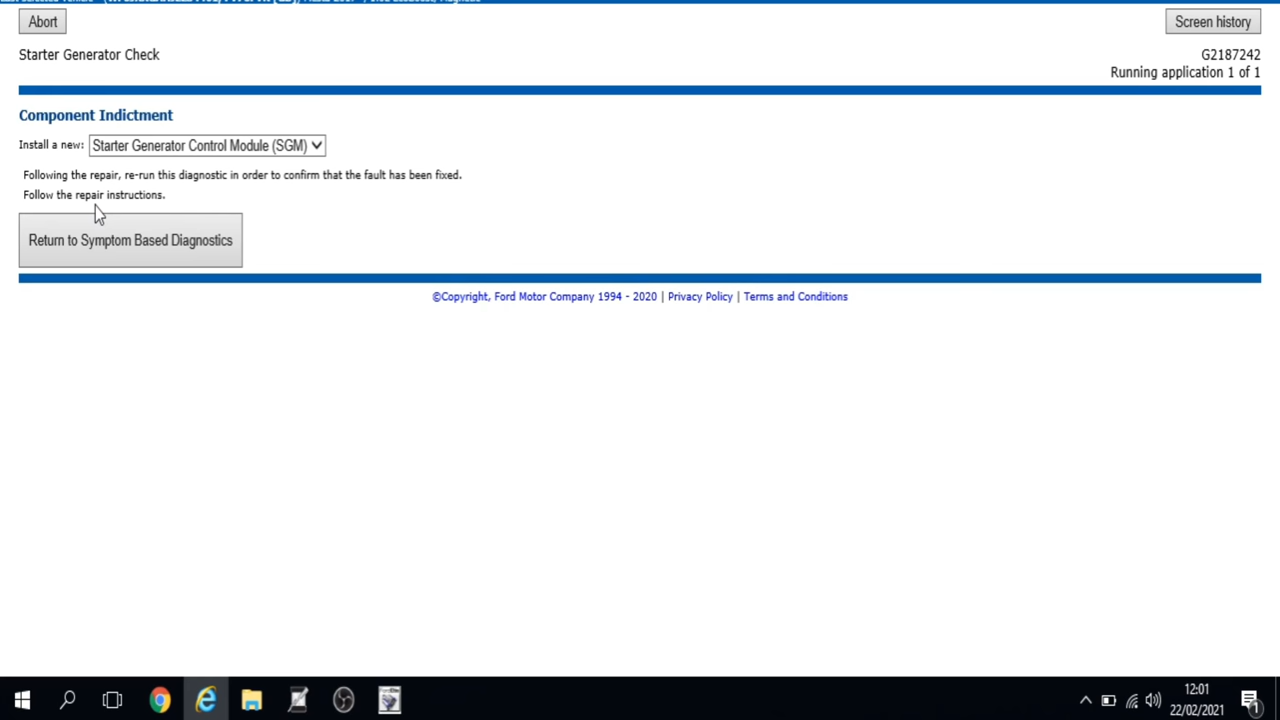 Abort
Screen history
Starter Generator Check
G2187242
Running application 1 of 1
Component Indictment
Install a new: Starter Generator Control Module (SGM)
Following the repair, re-run this diagnostic in order to confirm that the fault has been fixed.
Follow the repair instructions.
Return to Symptom Based Diagnostics
©Copyright, Ford Motor Company 1994 - 2020 | Privacy Policy | Terms and Conditions
12:01
22/02/2021
1